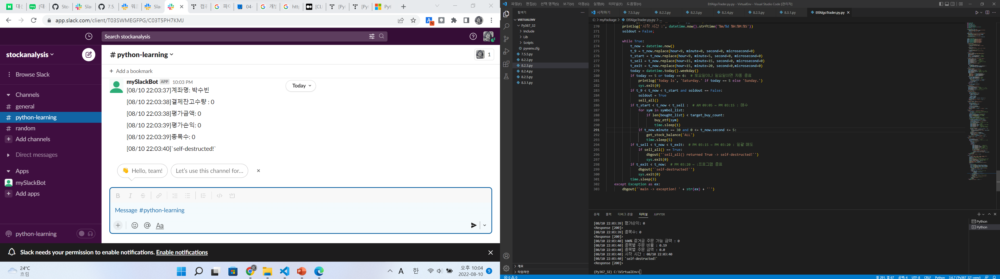 app.slack.com/client/T03SWMEGFPG/C03T5PH7KMJ
Search stockanalysis
stockanalysis
Browse Slack
Channels
# general
# python-learning
# random
+ Add channels
Direct messages
Apps
mySlackBot
+ Add apps
python-learning
# python-learning
1
+ Add a bookmark
Today
mySlackBot APP 10:03 PM
[08/10 22:03:37]계좌명: 박수빈
[08/10 22:03:38]결제잔고수량 : 0
[08/10 22:03:38]평가금액: 0
[08/10 22:03:39]평가손익: 0
[08/10 22:03:39]종목수: 0
[08/10 22:03:40]`self-destructed!`
Hello, team!
Let's use this channel for...
B I S
Message #python-learning
Aa
Slack needs your permission to enable notifications. Enable notifications
24°C
흐림
A 한
오후 10:04
2022-08-10
9
파일(F) 편집(E) 선택 영역(S) 보기(V) 이동(G) 실행(R) 터미널(T) 도움말(H)
EtfAlgoTrader.py.py - VirtualEnv - Visual Studio Code [관리자]
탐색기
VIRTUALENV
Py367_32
Include
Lib
Scripts
pyvenv.cfg
7.5.5.py
8.2.2.py
8.2.3.py
8.2.4.py
8.2.5.py
8.3.1.py
개요
타임라인
시작하기 7.5.5.py 8.2.2.py 8.2.3.py 8.2.4.py 8.2.5.py 8.3.1.py EtfAlgoTrader.py.py
C: > myPackage > EtfAlgoTrader.py.py > ...
270 printlog('시작 시간 :', datetime.now().strftime('%m/%d %H:%M:%S'))
271 soldout = False;
272
273 while True:
274 t_now = datetime.now()
275 t_9 = t_now.replace(hour=9, minute=0, second=0, microsecond=0)
276 t_start = t_now.replace(hour=9, minute=5, second=0, microsecond=0)
277 t_sell = t_now.replace(hour=15, minute=15, second=0, microsecond=0)
278 t_exit = t_now.replace(hour=15, minute=20, second=0,microsecond=0)
279 today = datetime.today().weekday()
280 if today == 5 or today == 6:  # 토요일이나 일요일이면 자동 종료
281 printlog('Today is', 'Saturday.' if today == 5 else 'Sunday.')
282 sys.exit(0)
283 if t_9 < t_now < t_start and soldout == False:
284 soldout = True
285 sell_all()
286 if t_start < t_now < t_sell :  # AM 09:05 ~ PM 03:15 : 매수
287 for sym in symbol_list:
288 if len(bought_list) < target_buy_count:
289 buy_etf(sym)
290 time.sleep(1)
291 if t_now.minute == 30 and 0 <= t_now.second <= 5:
292 get_stock_balance('ALL')
293 time.sleep(5)
294 if t_sell < t_now < t_exit:  # PM 03:15 ~ PM 03:20 : 일괄 매도
295 if sell_all() == True:
296 dbgout('`sell_all() returned True -> self-destructed!`')
297 sys.exit(0)
298 if t_exit < t_now:  # PM 03:20 ~ :프로그램 종료
299 dbgout('`self-destructed!`')
300 sys.exit(0)
301 time.sleep(3)
302 except Exception as ex:
303 dbgout('`main -> exception! ' + str(ex) + '`')
문제 출력 디버그 콘솔 터미널 JUPYTER
[08/10 22:03:39] 평가손익: 0
<Response [200]>
[08/10 22:03:39] 종목수: 0
<Response [200]>
[08/10 22:03:40] 100% 증거금 주문 가능 금액 : 0
[08/10 22:03:40] 종목별 주문 비율 : 0.19
[08/10 22:03:40] 종목별 주문 금액 : 0.0
[08/10 22:03:40] 시작 시간 : 08/10 22:03:40
[08/10 22:03:40] `self-destructed!`
<Response [200]>
(Py367_32) C:\VirtualEnv>
Python
Python
0 0 줄 291, 열 67 공백: 4 UTF-8 CRLF Python 3.6.7 ('Py367_32': venv)